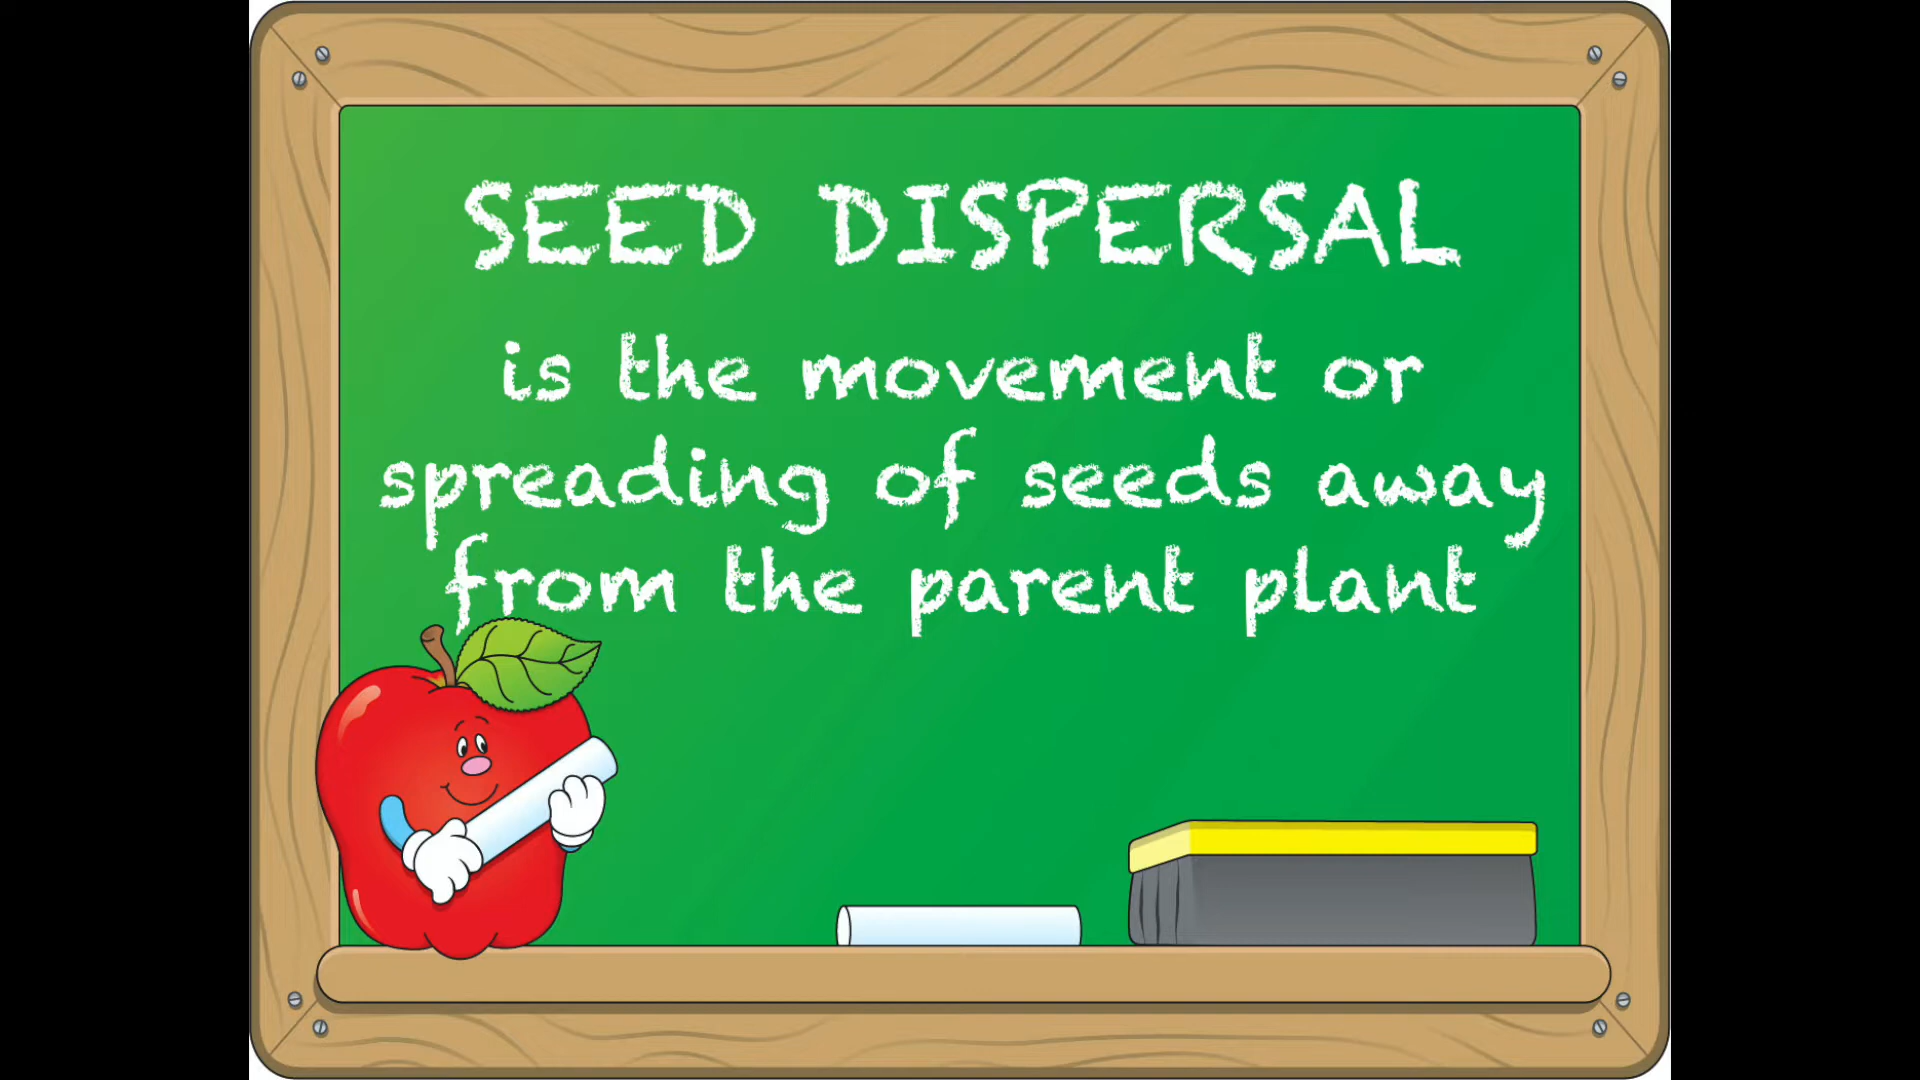 SEED DISPERSAL
is the movement or
spreading of seeds away
from the parent plant